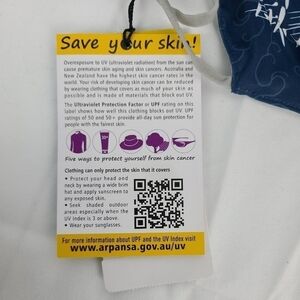 Save your skin!
Overexposure to UV (ultraviolet radiation) from the sun can
cause premature skin aging and skin cancers. Australia and
New Zealand have the highest skin cancer rates in the
world. Your risk of developing skin cancer can be reduced
by wearing clothing that covers as much of your skin as
possible and is made of materials that block out UV.
The Ultraviolet Protection Factor or UPF rating on this
label shows how well this clothing blocks out UV. UPF
ratings of 50 and 50+ provide all-day sun protection for
people with the fairest skin.
30+
Five ways to protect yourself from skin cancer
Clothing can only protect the skin that it covers
• Protect your head and
neck by wearing a wide brim
hat and apply sunscreen to
any exposed skin.
• Seek shaded outdoor
areas especially when the
UV Index is 3 or above.
• Wear your sunglasses.
For more information about UPF and the UV Index visit
www.arpansa.gov.au/uv